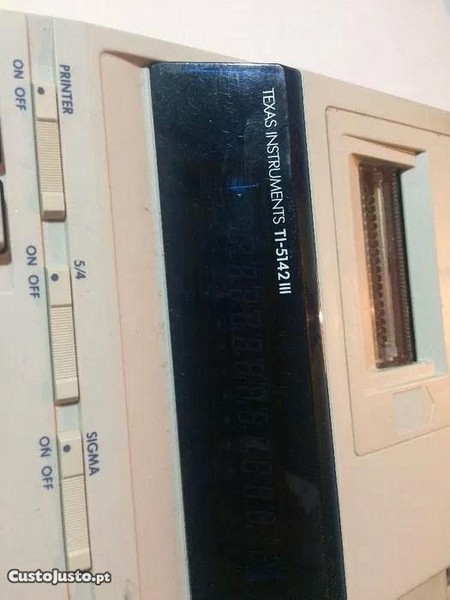 TEXAS INSTRUMENTS TI-5142 III
PRINTER
ON OFF
5/4
ON OFF
SIGMA
ON OFF
CustoJusto.pt